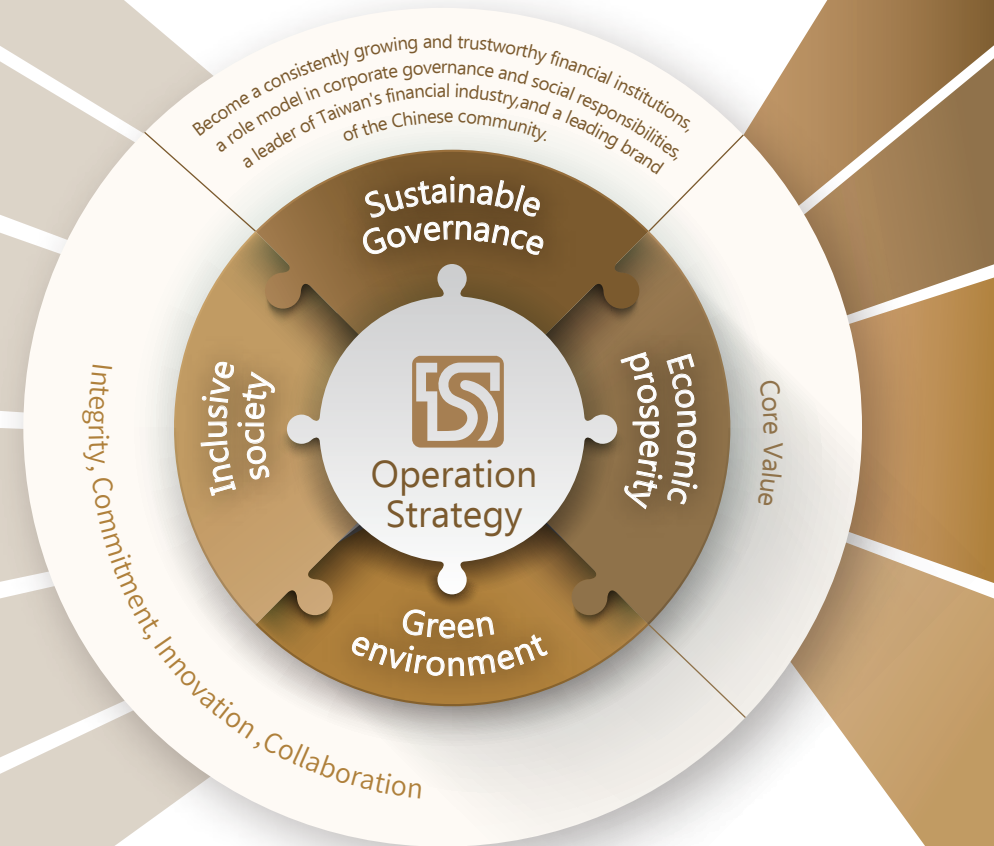 Become a consistently growing and trustworthy financial institutions,
a role model in corporate governance and social responsibilities,
a leader of Taiwan's financial industry,and a leading brand
of the Chinese community.
Sustainable
Governance
Inclusive
society
Operation
Strategy
Economic
prosperity
Core Value
Green
environment
Integrity, Commitment, Innovation ,Collaboration